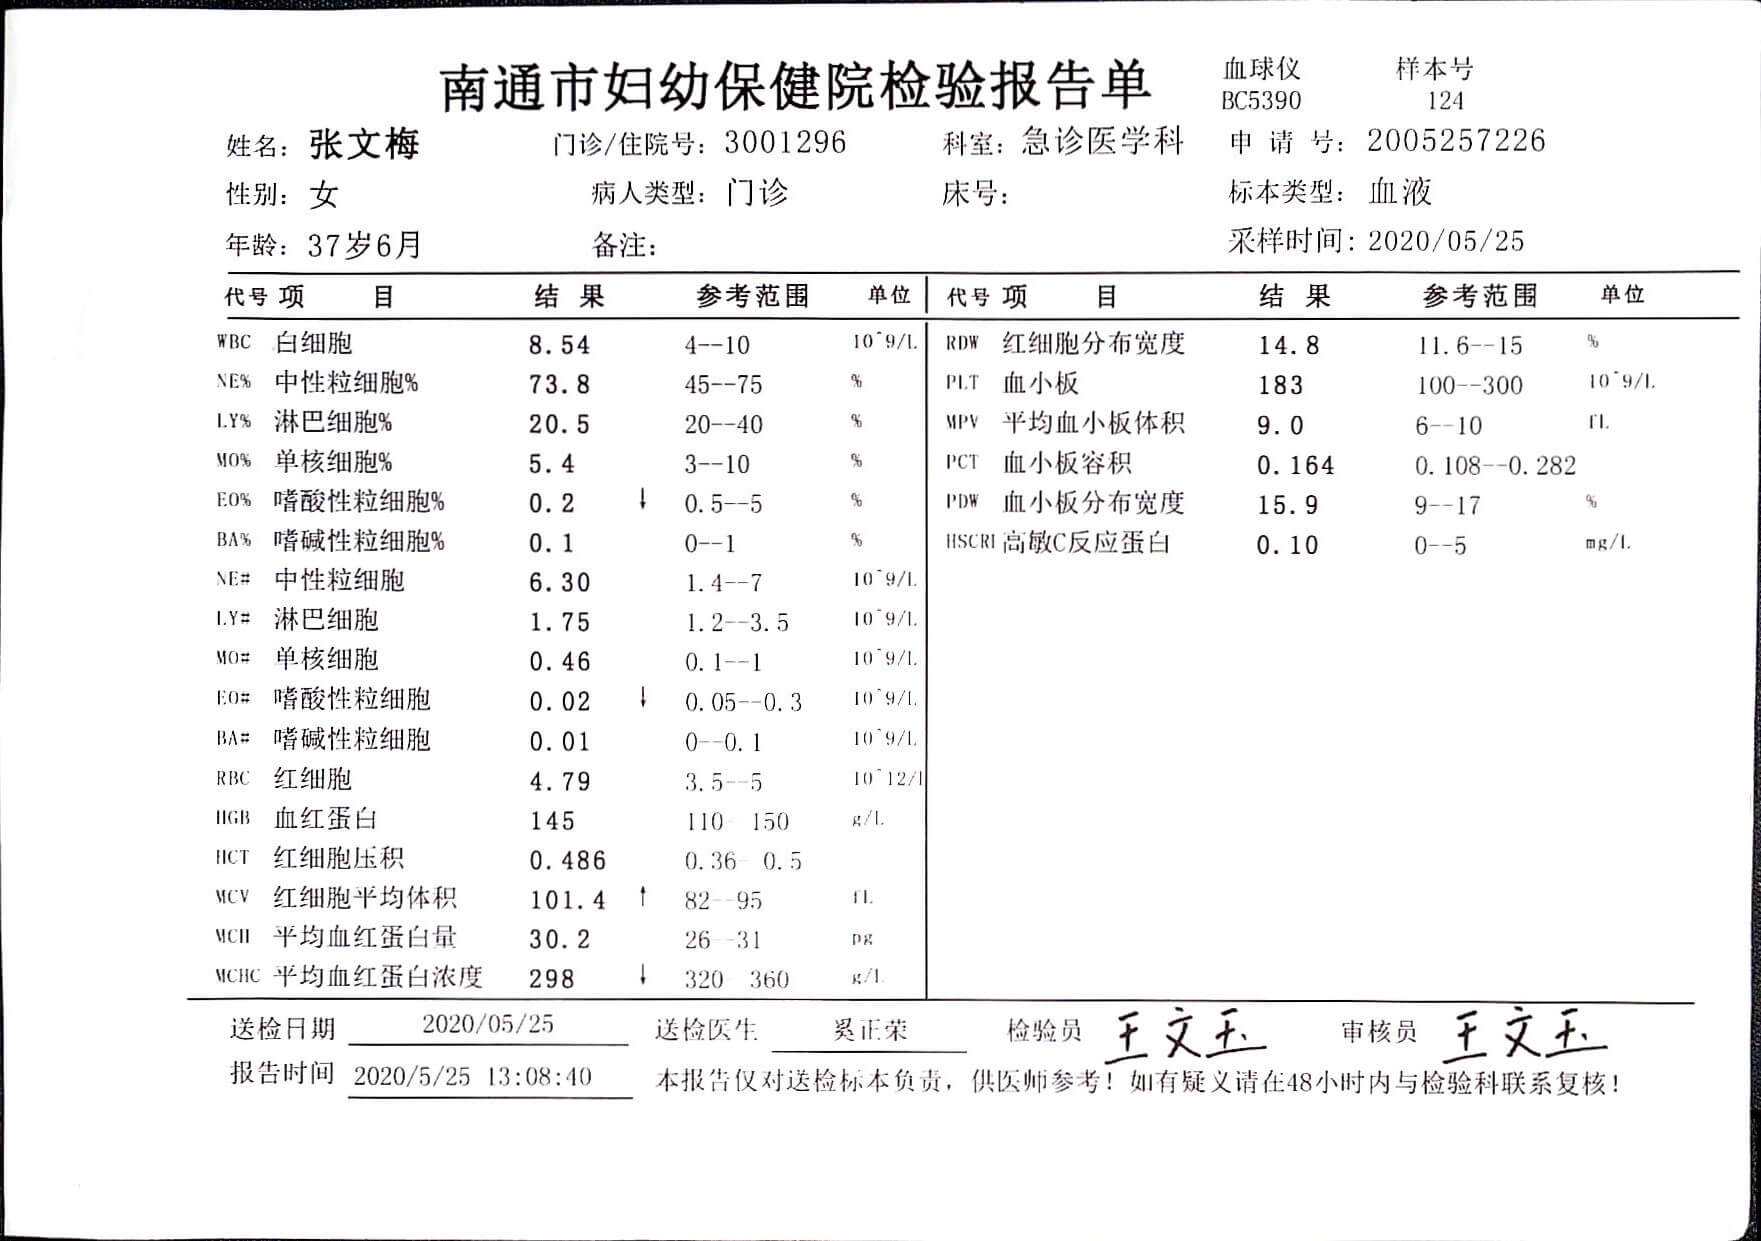 南通市妇幼保健院检验报告单
血球仪 样本号
BC5390 124
姓名: 张文梅 门诊/住院号: 3001296 科室: 急诊医学科 申 请 号: 2005257226
性别: 女 病人类型: 门诊 床号: 标本类型: 血液
年龄: 37岁6月 备注: 采样时间: 2020/05/25
代号 项 目 结 果 参考范围 单位 代号 项 目 结 果 参考范围 单位
WBC 白细胞 8.54 4--10 10^9/L RDW 红细胞分布宽度 14.8 11.6--15 %
NE% 中性粒细胞% 73.8 45--75 % PLT 血小板 183 100--300 10^9/L
LY% 淋巴细胞% 20.5 20--40 % MPV 平均血小板体积 9.0 6--10 fL
MO% 单核细胞% 5.4 3--10 % PCT 血小板容积 0.164 0.108--0.282
EO% 嗜酸性粒细胞% 0.2 ↓ 0.5--5 % PDW 血小板分布宽度 15.9 9--17 %
BA% 嗜碱性粒细胞% 0.1 0--1 % HSCRP 高敏C反应蛋白 0.10 0--5 mg/L
NE# 中性粒细胞 6.30 1.4--7 10^9/L
LY# 淋巴细胞 1.75 1.2--3.5 10^9/L
MO# 单核细胞 0.46 0.1--1 10^9/L
EO# 嗜酸性粒细胞 0.02 ↓ 0.05--0.3 10^9/L
BA# 嗜碱性粒细胞 0.01 0--0.1 10^9/L
RBC 红细胞 4.79 3.5--5 10^12/l
HGB 血红蛋白 145 110--150 g/L
HCT 红细胞压积 0.486 0.36--0.5
MCV 红细胞平均体积 101.4 ↑ 82--95 fL
MCH 平均血红蛋白量 30.2 26--31 pg
MCHC 平均血红蛋白浓度 298 ↓ 320--360 g/L
送检日期 2020/05/25 送检医生 奚正荣 检验员 王文玉 审核员 王文玉
报告时间 2020/5/25 13:08:40 本报告仅对送检标本负责，供医师参考！如有疑义请在48小时内与检验科联系复核！